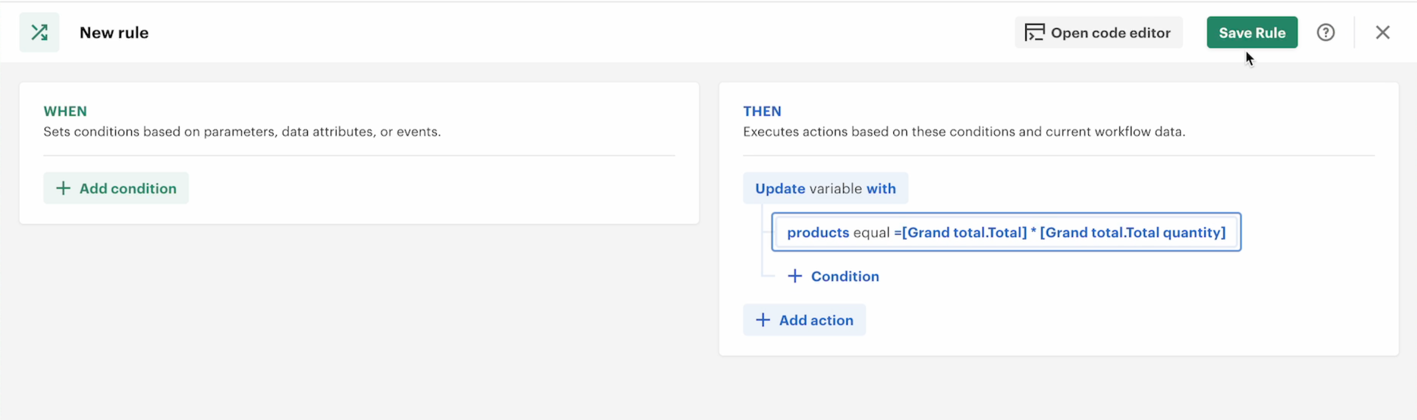 New rule
Open code editor
Save Rule
WHEN
Sets conditions based on parameters, data attributes, or events.
Add condition
THEN
Executes actions based on these conditions and current workflow data.
Update variable with
products equal =[Grand total.Total] * [Grand total.Total quantity]
Condition
Add action